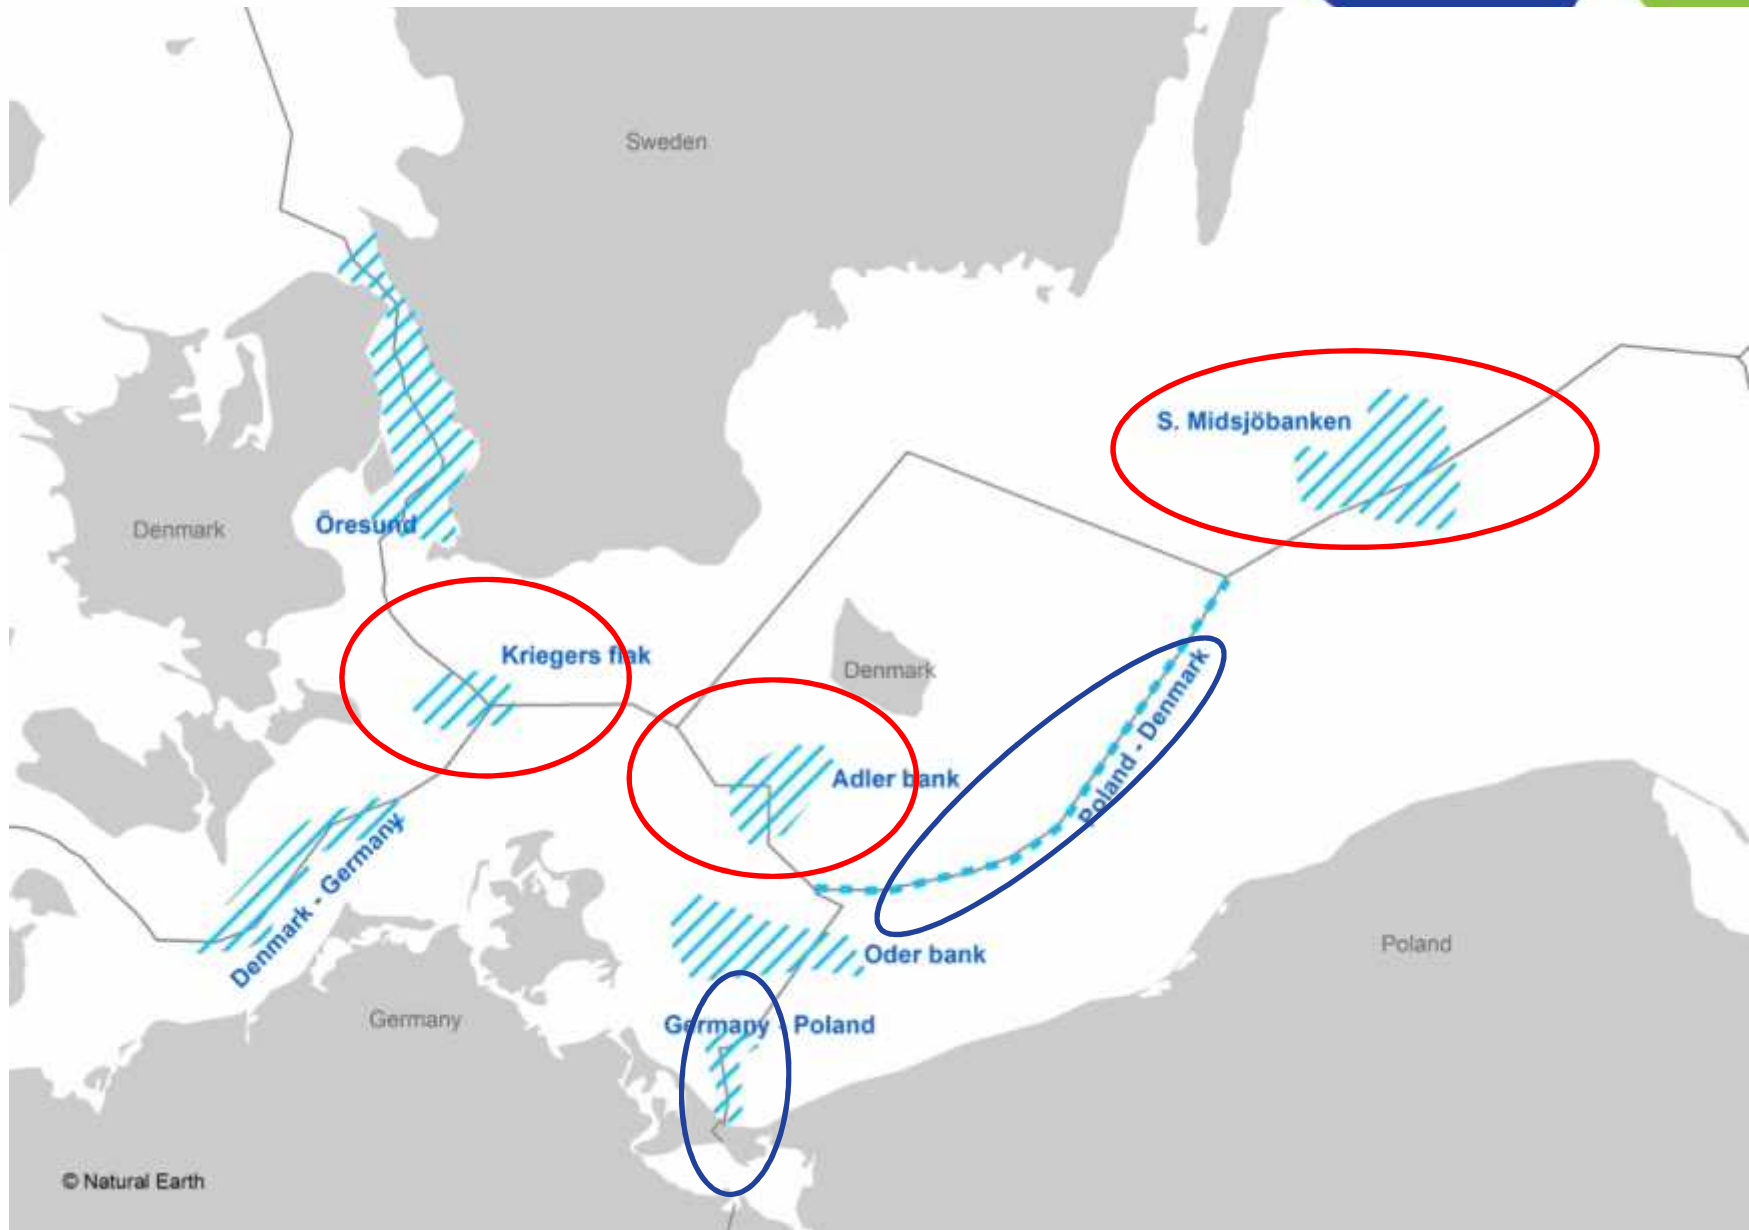 Sweden
S. Midsjöbanken
Öresund
Denmark
Kriegers flak
Denmark
Poland - Denmark
Adler bank
Denmark - Germany
Oder bank
Poland
Germany
Germany - Poland
© Natural Earth